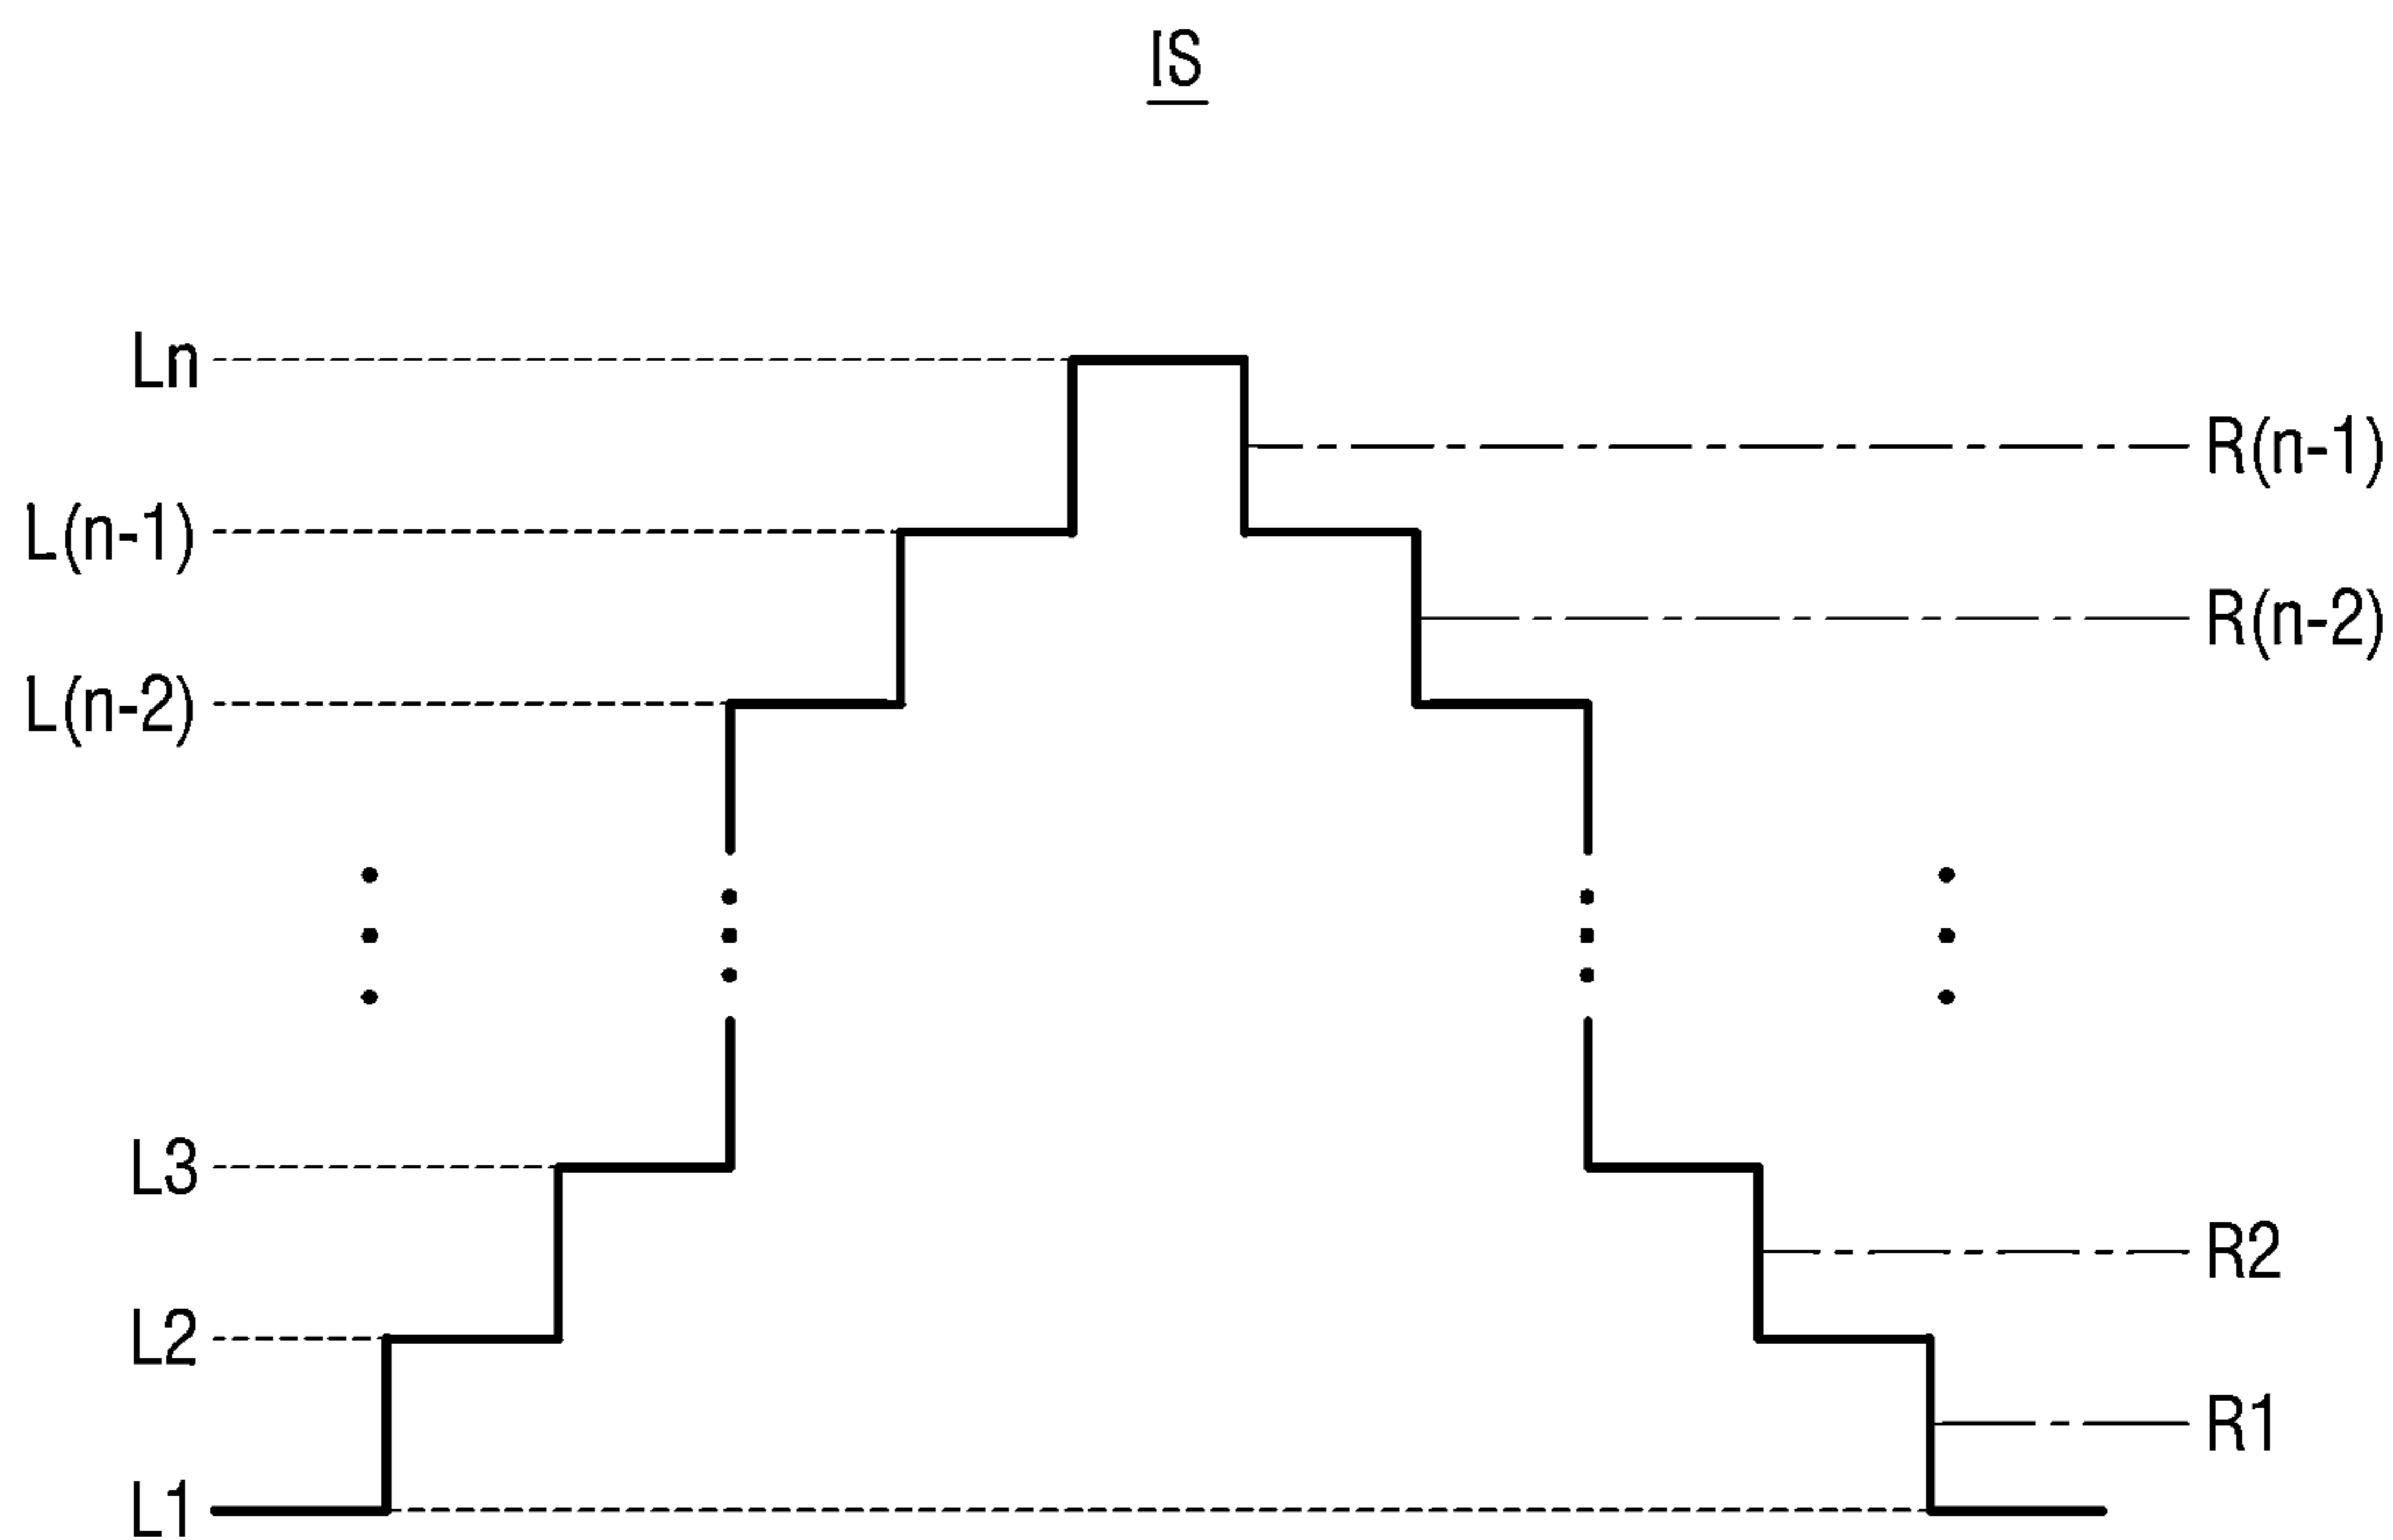 IS
Ln
R(n-1)
L(n-1)
R(n-2)
L(n-2)
L3
R2
L2
R1
L1